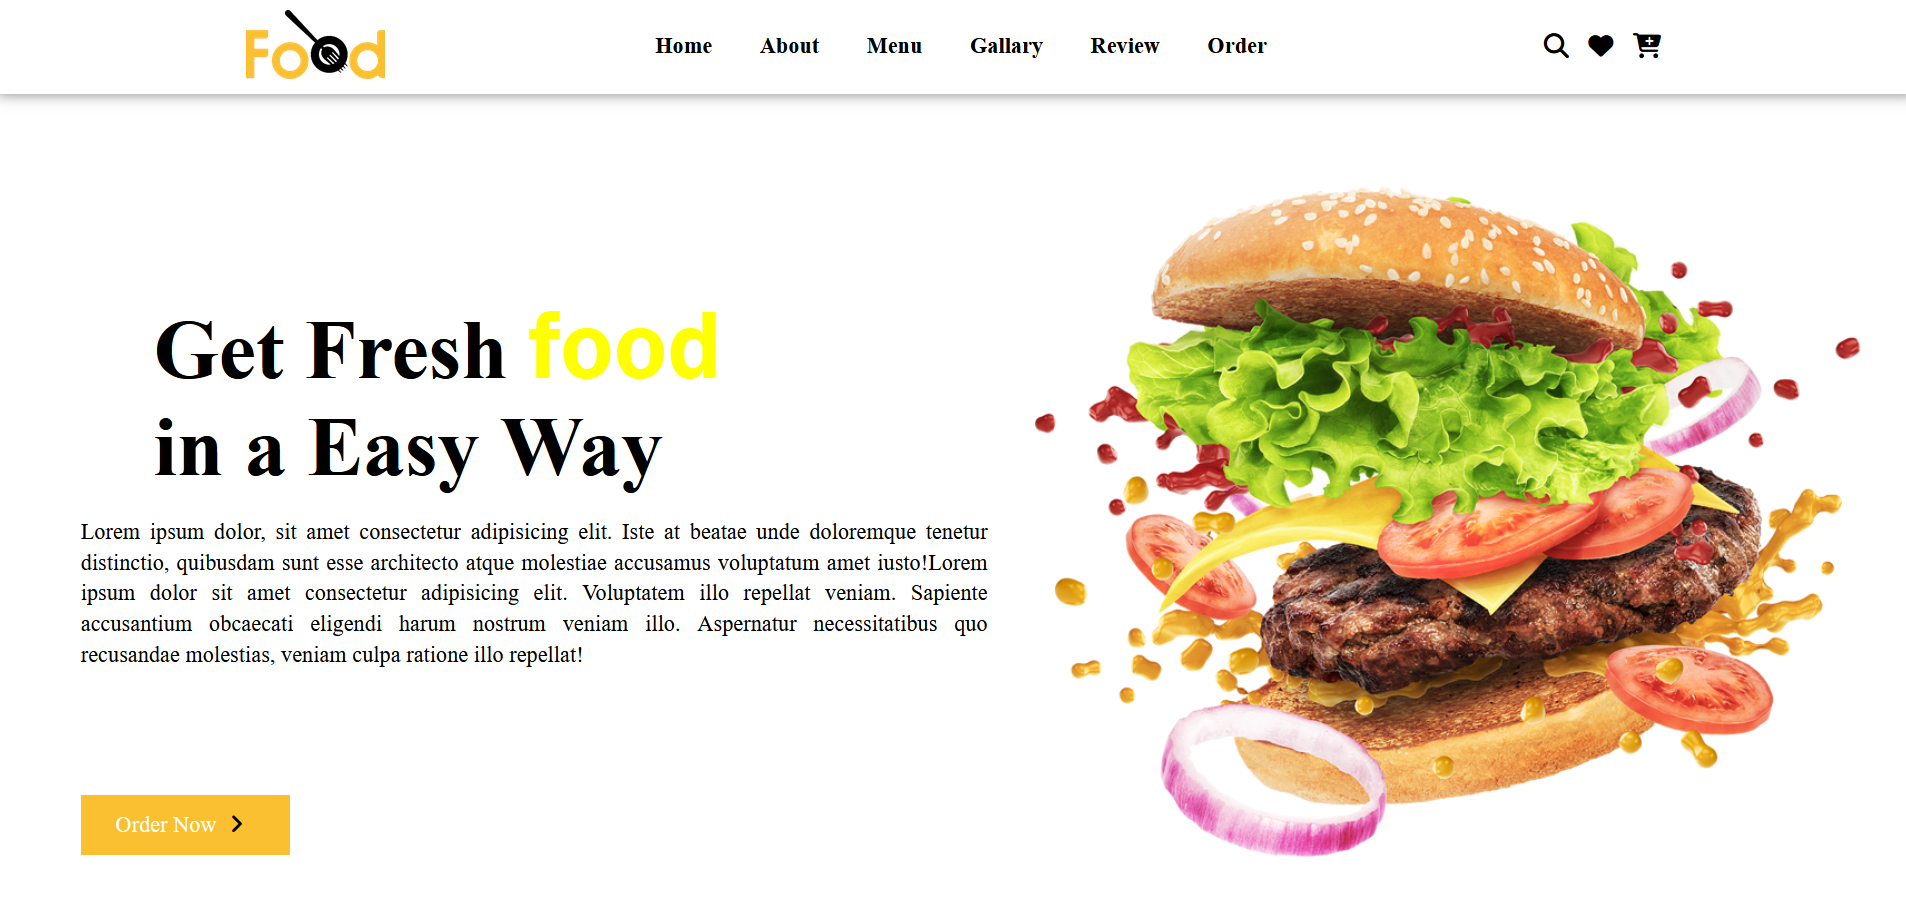 Food
Home About Menu Gallary Review Order
Get Fresh food
in a Easy Way
Lorem ipsum dolor, sit amet consectetur adipisicing elit. Iste at beatae unde doloremque tenetur
distinctio, quibusdam sunt esse architecto atque molestiae accusamus voluptatum amet iusto!Lorem
ipsum dolor sit amet consectetur adipisicing elit. Voluptatem illo repellat veniam. Sapiente
accusantium obcaecati eligendi harum nostrum veniam illo. Aspernatur necessitatibus quo
recusandae molestias, veniam culpa ratione illo repellat!
Order Now